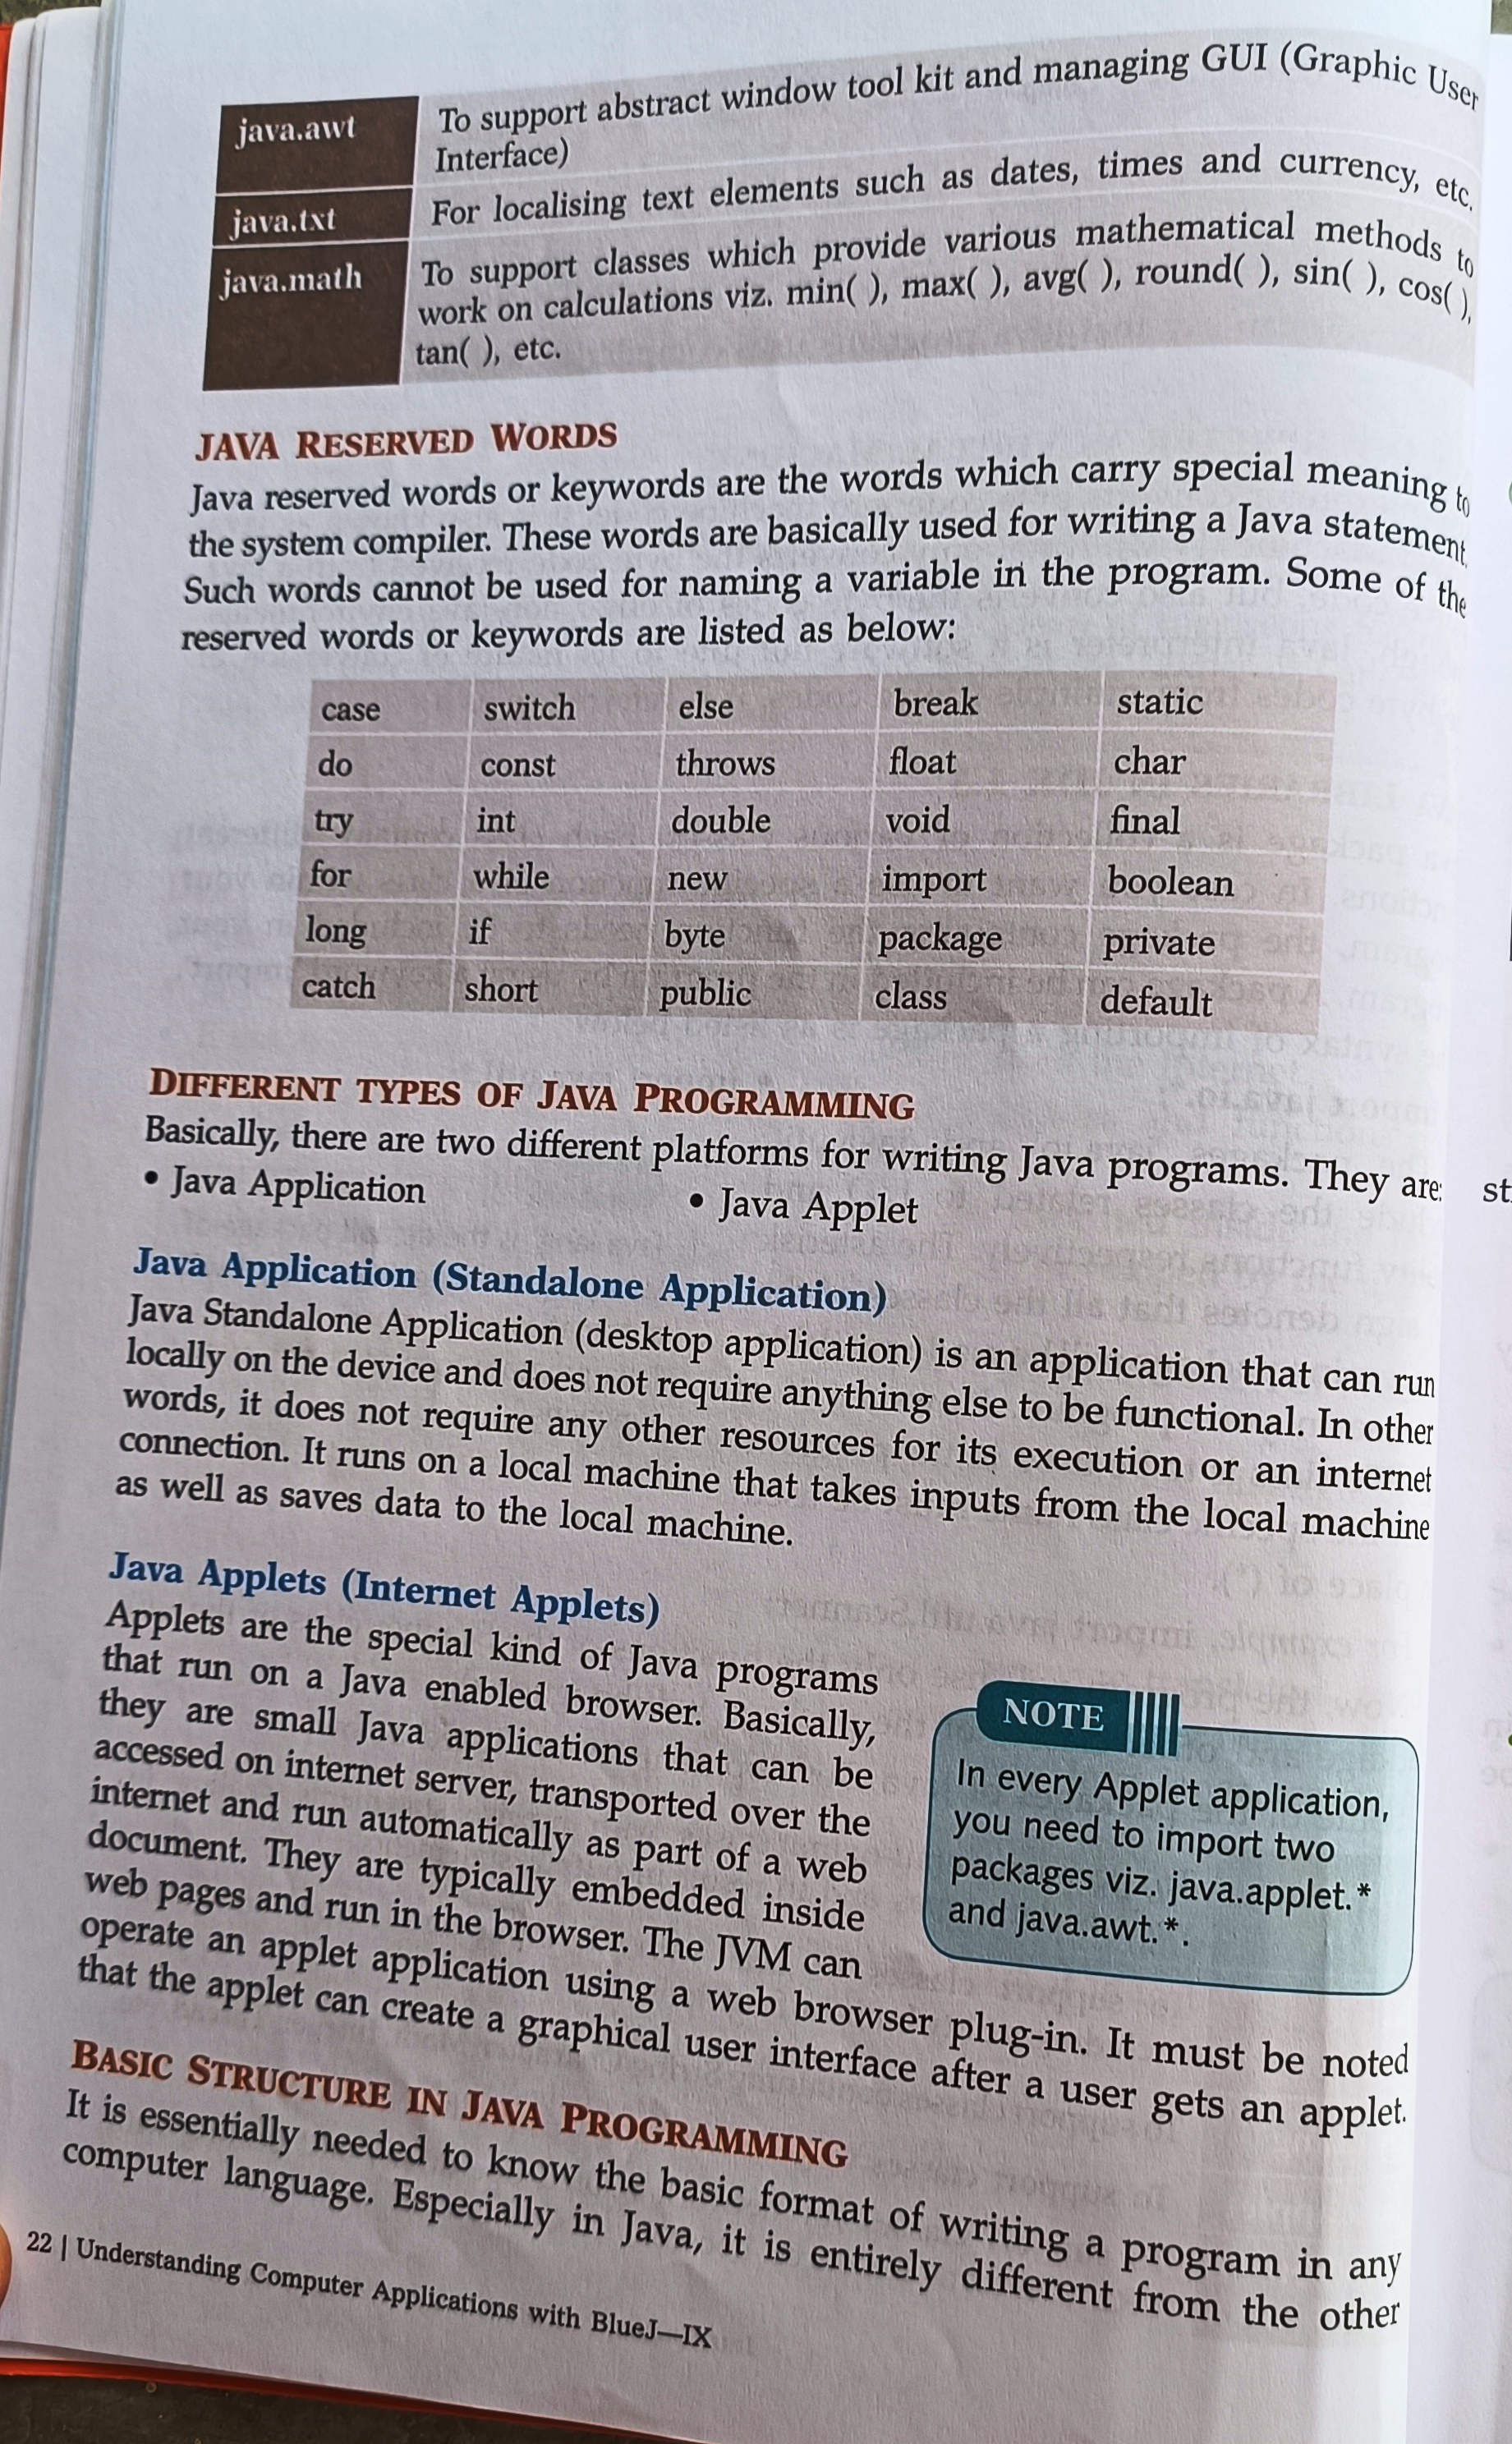 java.awt To support abstract window tool kit and managing GUI (Graphic User
Interface)
java.txt For localising text elements such as dates, times and currency, etc.
java.math To support classes which provide various mathematical methods to
work on calculations viz. min( ), max( ), avg( ), round( ), sin( ), cos( ),
tan( ), etc.
JAVA RESERVED WORDS
Java reserved words or keywords are the words which carry special meaning to
the system compiler. These words are basically used for writing a Java statement.
Such words cannot be used for naming a variable in the program. Some of the
reserved words or keywords are listed as below:
case switch else break static
do const throws float char
try int double void final
for while new import boolean
long if byte package private
catch short public class default
DIFFERENT TYPES OF JAVA PROGRAMMING
Basically, there are two different platforms for writing Java programs. They are:
• Java Application • Java Applet
Java Application (Standalone Application)
Java Standalone Application (desktop application) is an application that can run
locally on the device and does not require anything else to be functional. In other
words, it does not require any other resources for its execution or an internet
connection. It runs on a local machine that takes inputs from the local machine
as well as saves data to the local machine.
Java Applets (Internet Applets)
Applets are the special kind of Java programs
that run on a Java enabled browser. Basically,
they are small Java applications that can be
accessed on internet server, transported over the
internet and run automatically as part of a web
document. They are typically embedded inside
web pages and run in the browser. The JVM can
operate an applet application using a web browser plug-in. It must be noted
that the applet can create a graphical user interface after a user gets an applet.
NOTE
In every Applet application,
you need to import two
packages viz. java.applet.*
and java.awt.*.
BASIC STRUCTURE IN JAVA PROGRAMMING
It is essentially needed to know the basic format of writing a program in any
computer language. Especially in Java, it is entirely different from the other
22 | Understanding Computer Applications with BlueJ—IX